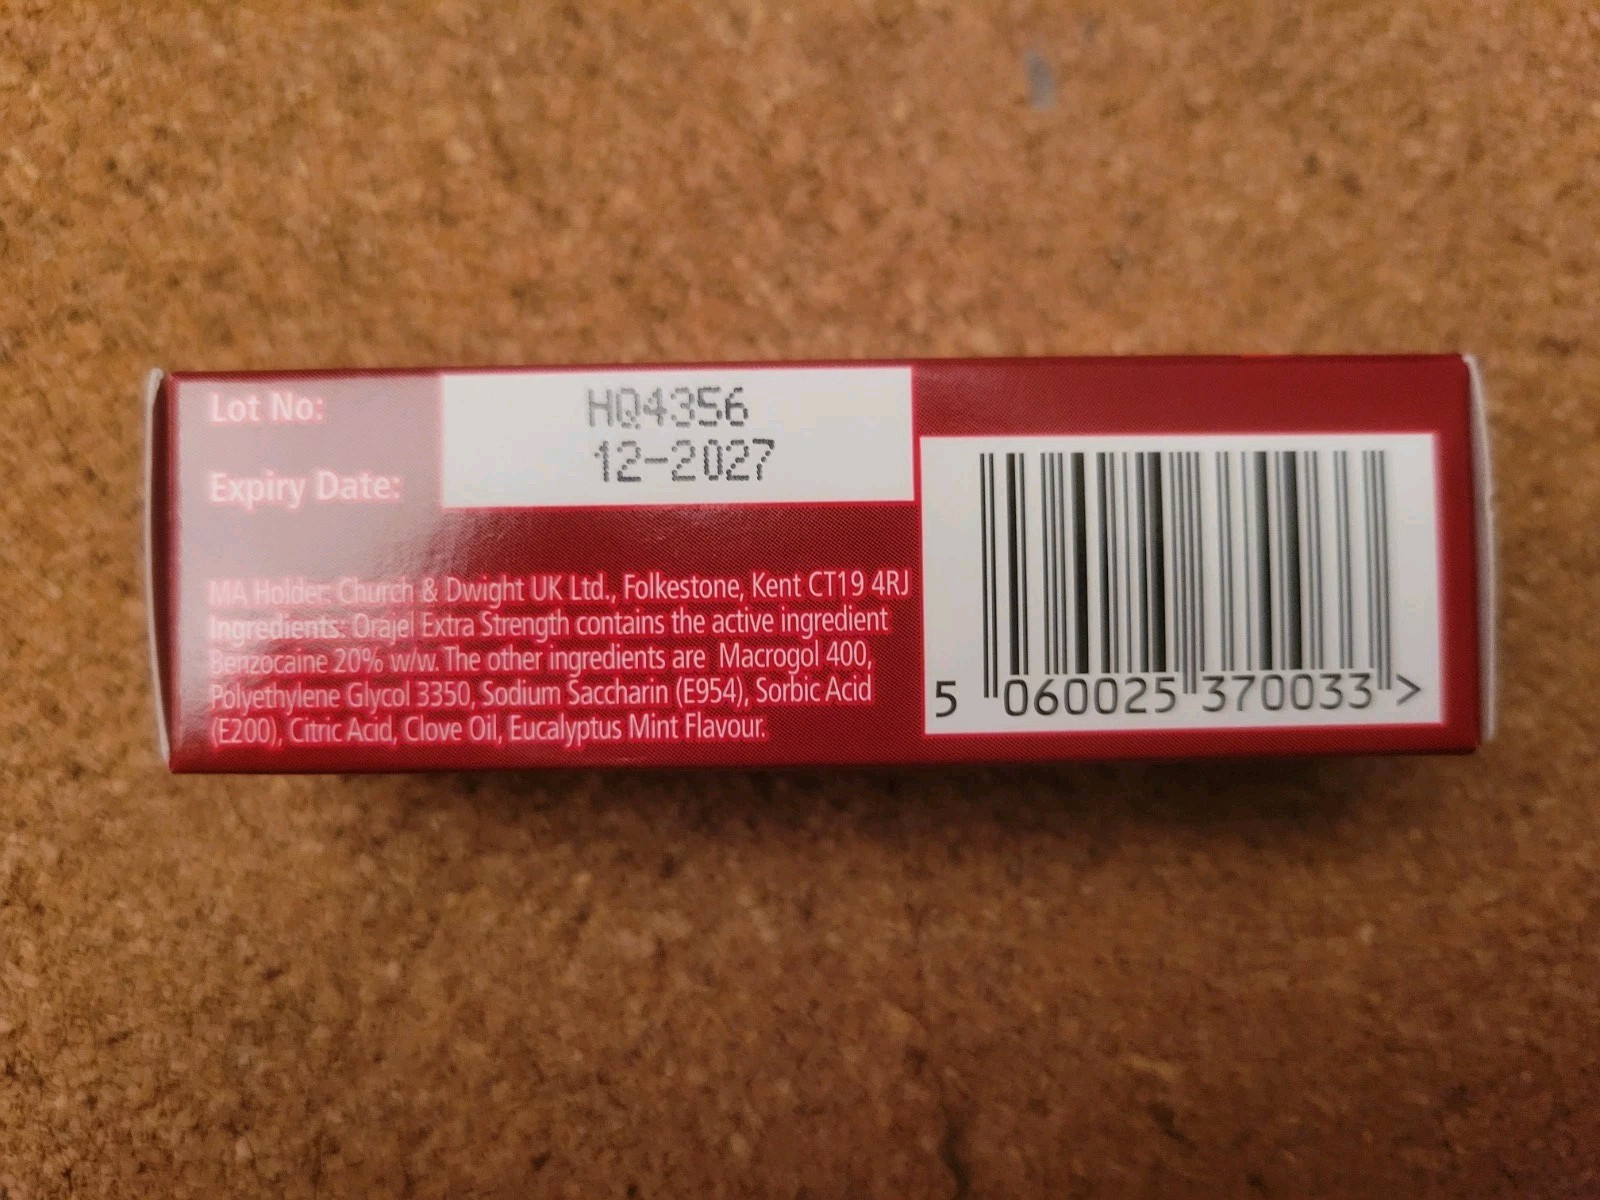 Lot No:
HQ4356
Expiry Date:
12-2027
MA Holder: Church & Dwight UK Ltd., Folkestone, Kent CT19 4RJ
Ingredients: Orajel Extra Strength contains the active ingredient
Benzocaine 20% w/w. The other ingredients are Macrogol 400,
Polyethylene Glycol 3350, Sodium Saccharin (E954), Sorbic Acid
(E200), Citric Acid, Clove Oil, Eucalyptus Mint Flavour.
5 060025 370033 >